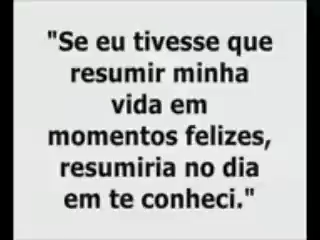 "Se eu tivesse que
resumir minha
vida em
momentos felizes,
resumiria no dia
em te conheci."